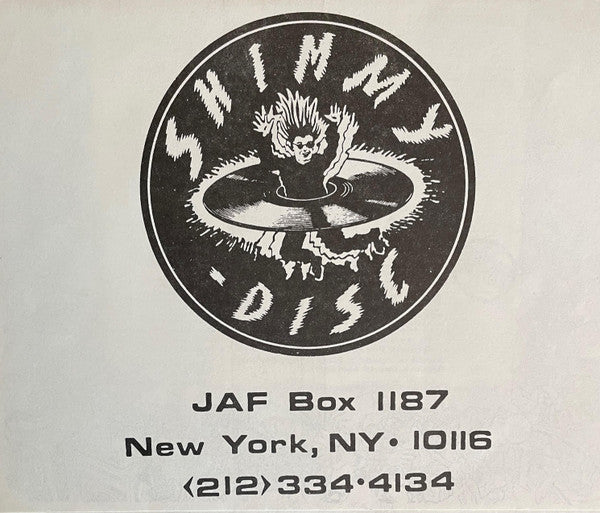 SHIMMY
-DISC
JAF Box 1187
New York, NY• 10116
<212>334•4134